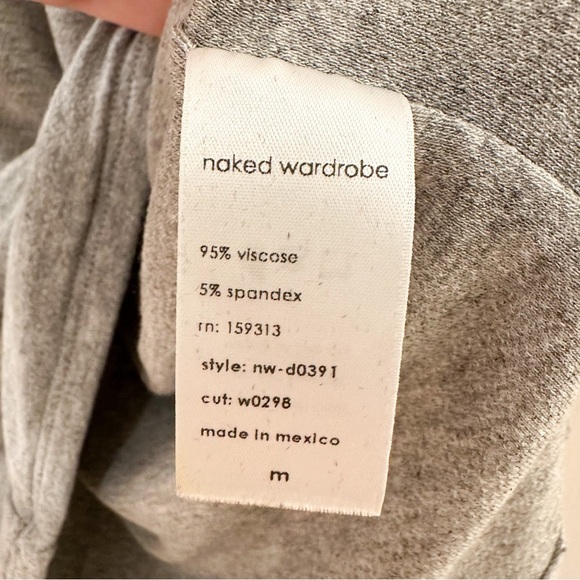 naked wardrobe
95% viscose
5% spandex
rn: 159313
style: nw-d0391
cut: w0298
made in mexico
m